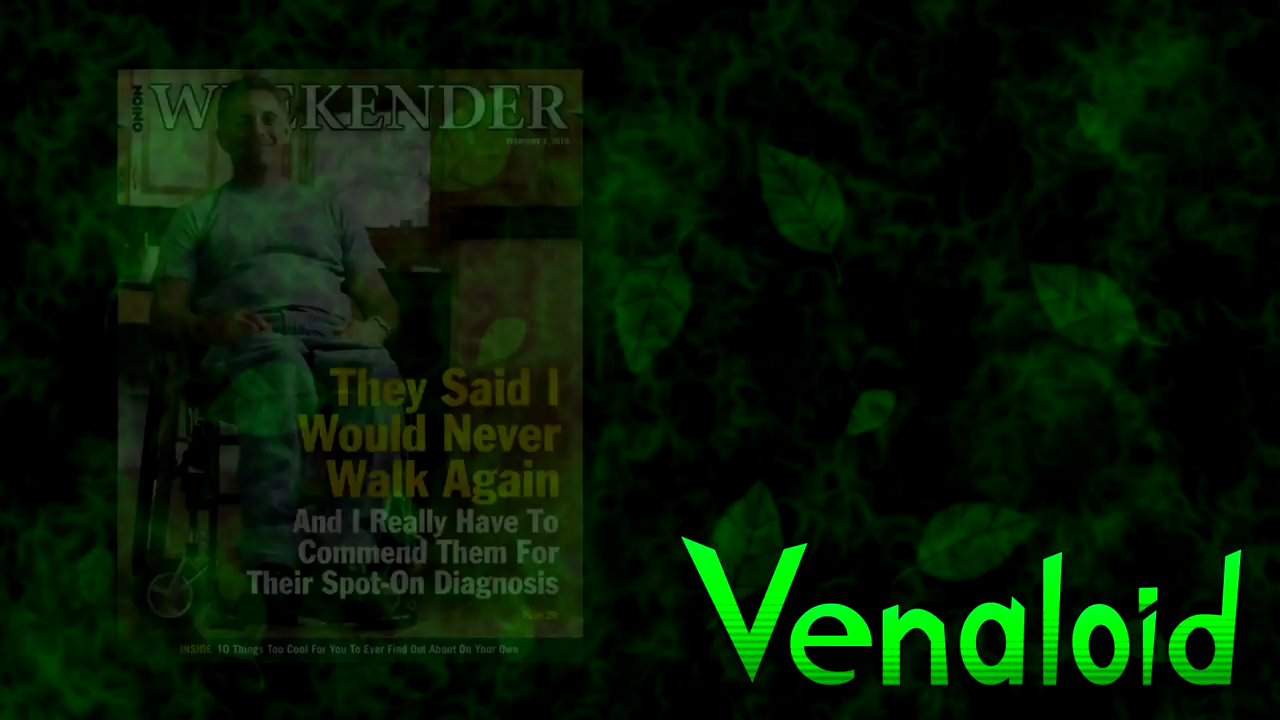 ONION
WEEKENDER
They Said I
Would Never
Walk Again
And I Really Have To
Commend Them For
Their Spot-On Diagnosis
INSIDE 10 Things Too Cool For You To Ever Find Out About On Your Own
Venaloid